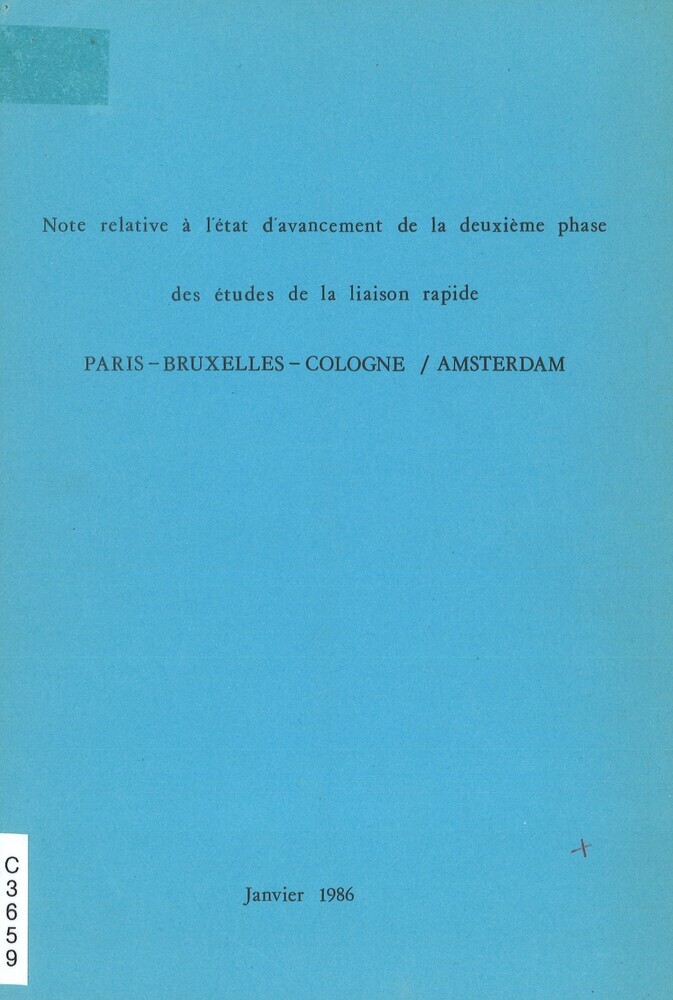 Note relative à l'état d'avancement de la deuxième phase
des études de la liaison rapide
PARIS – BRUXELLES – COLOGNE / AMSTERDAM
Janvier 1986
C
3
6
5
9